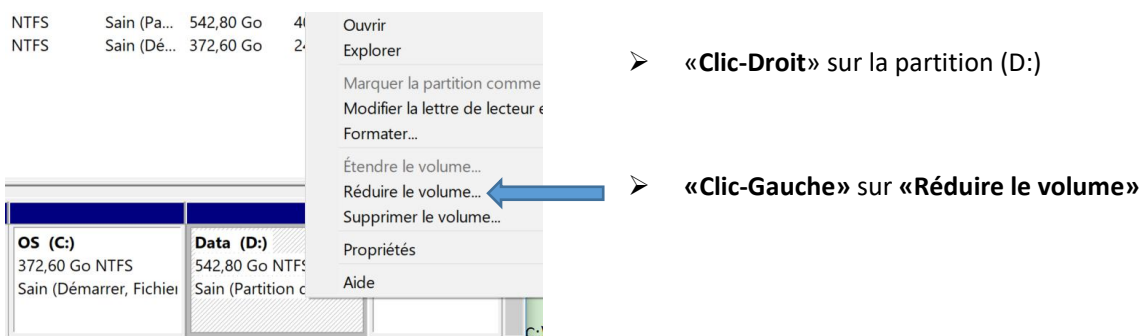 NTFS Sain (Pa... 542,80 Go
NTFS Sain (Dé... 372,60 Go
Ouvrir
Explorer
Marquer la partition comme
Modifier la lettre de lecteur
Formater...
Étendre le volume...
Réduire le volume...
Supprimer le volume...
Propriétés
Aide
OS (C:)
372,60 Go NTFS
Sain (Démarrer, Fichier
Data (D:)
542,80 Go NTFS
Sain (Partition
➢ «Clic-Droit» sur la partition (D:)
➢ «Clic-Gauche» sur «Réduire le volume»